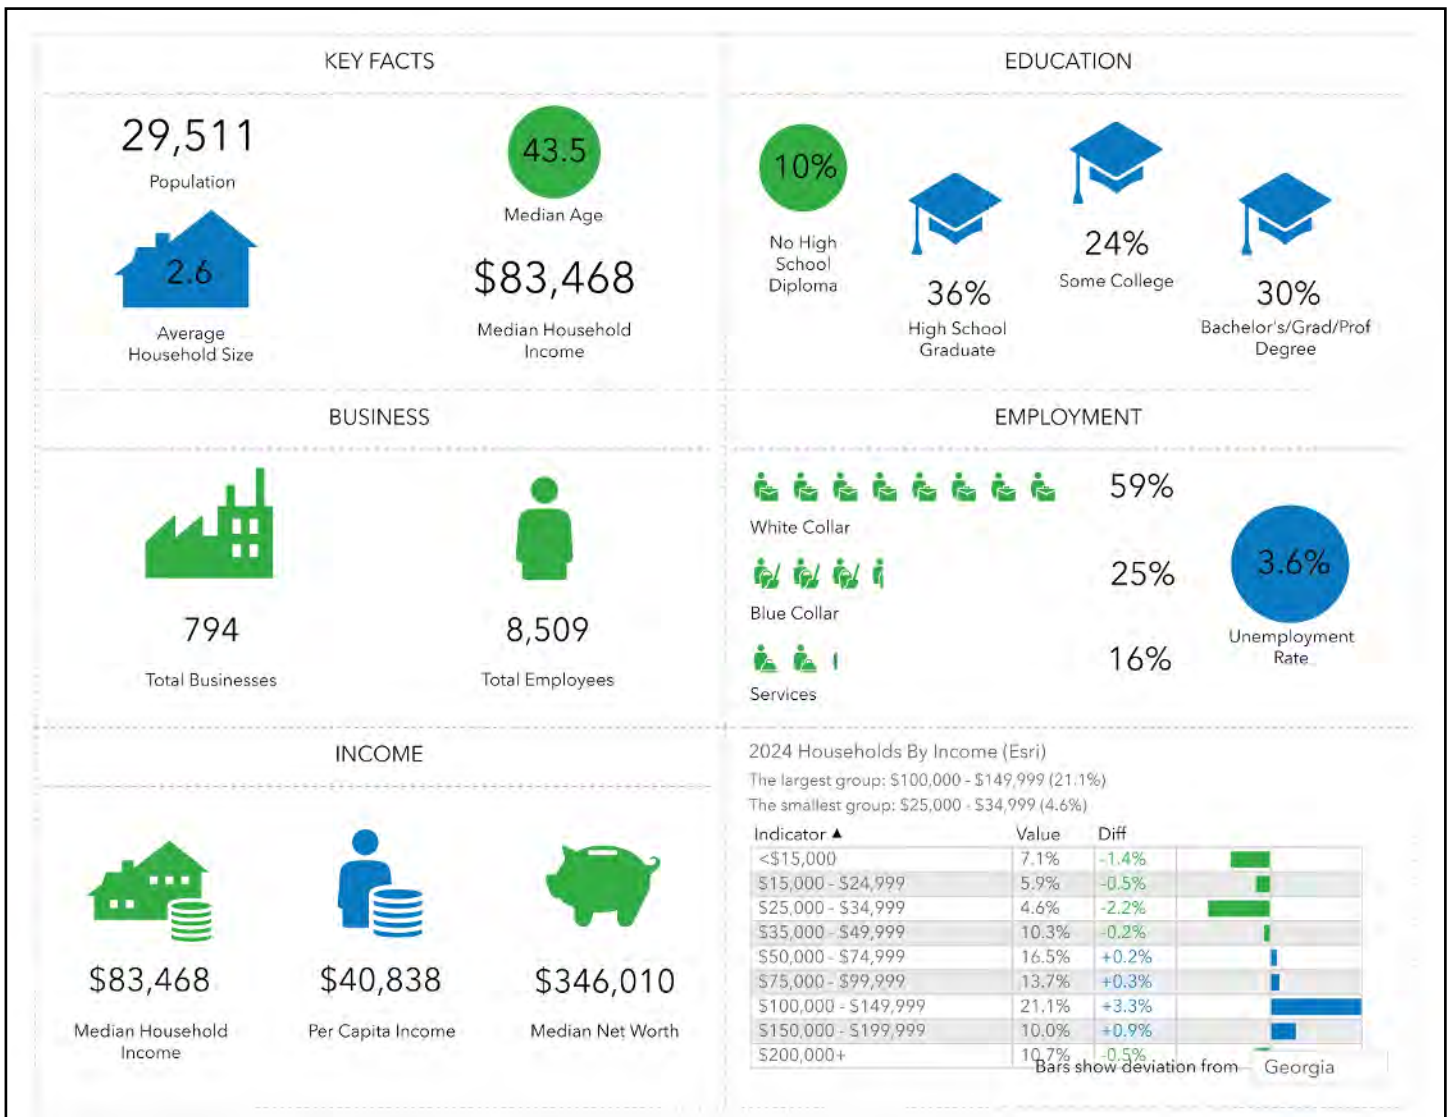 KEY FACTS
29,511
Population
43.5
Median Age
2.6
Average
Household Size
$83,468
Median Household
Income
EDUCATION
10%
No High
School
Diploma
36%
High School
Graduate
24%
Some College
30%
Bachelor's/Grad/Prof
Degree
BUSINESS
794
Total Businesses
8,509
Total Employees
EMPLOYMENT
59%
White Collar
25%
Blue Collar
16%
Services
3.6%
Unemployment
Rate
INCOME
$83,468
Median Household
Income
$40,838
Per Capita Income
$346,010
Median Net Worth
2024 Households By Income (Esri)
The largest group: $100,000 - $149,999 (21.1%)
The smallest group: $25,000 - $34,999 (4.6%)
Indicator ▲ Value Diff
<$15,000 7.1% -1.4%
$15,000 - $24,999 5.9% -0.5%
$25,000 - $34,999 4.6% -2.2%
$35,000 - $49,999 10.3% -0.2%
$50,000 - $74,999 16.5% +0.2%
$75,000 - $99,999 13.7% +0.3%
$100,000 - $149,999 21.1% +3.3%
$150,000 - $199,999 10.0% +0.9%
$200,000+ 10.7% -0.5%
Bars show deviation from Georgia